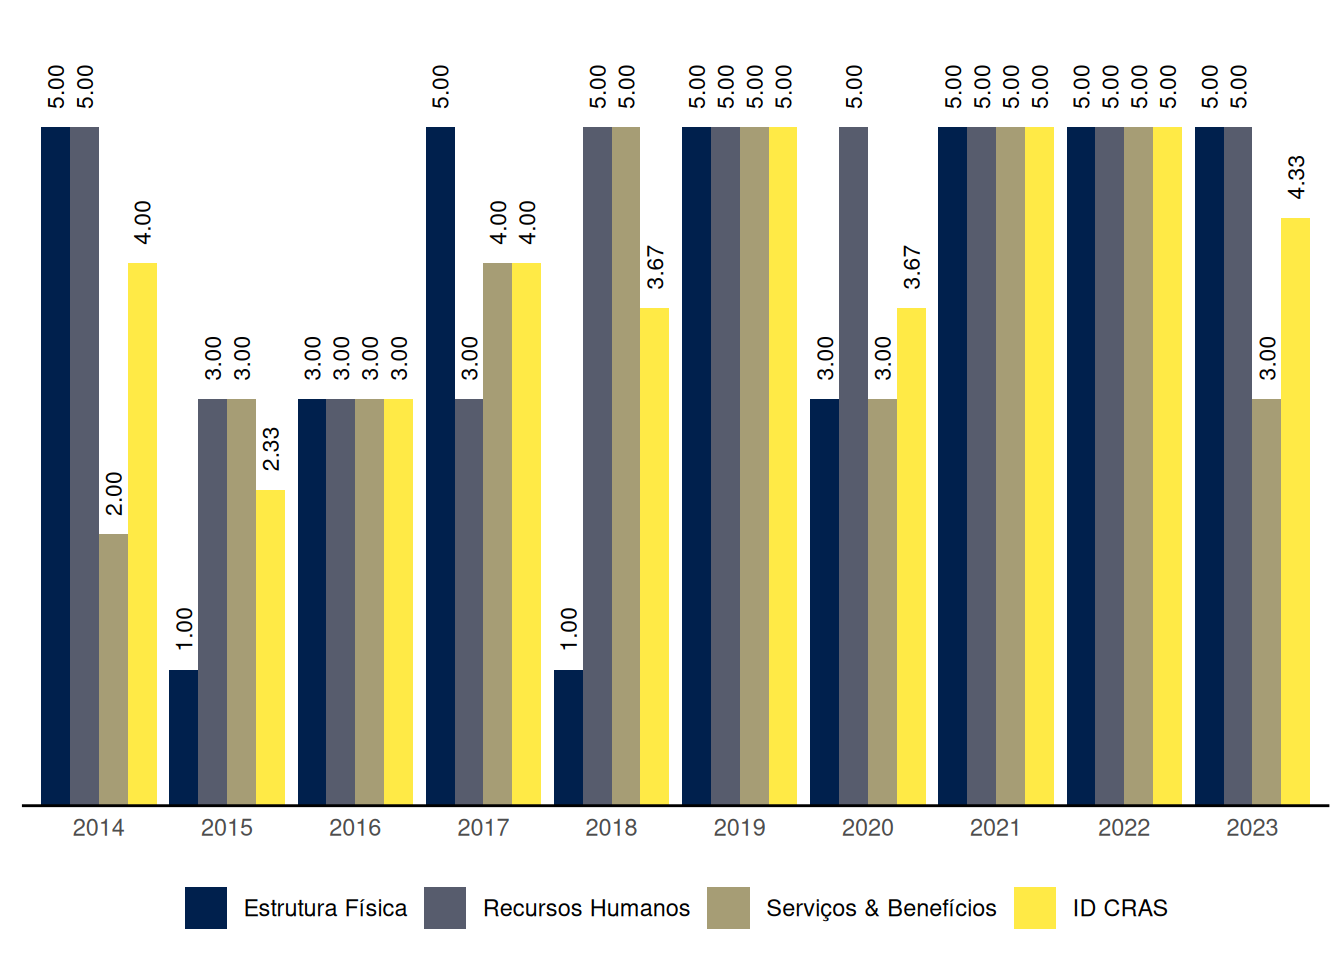 5.00 5.00 2.00 4.00
1.00 3.00 3.00 2.33
3.00 3.00 3.00 3.00
5.00 3.00 4.00 4.00
1.00 5.00 5.00 3.67
5.00 5.00 5.00 5.00
3.00 5.00 3.00 3.67
5.00 5.00 5.00 5.00
5.00 5.00 5.00 5.00
5.00 5.00 3.00 4.33
2014 2015 2016 2017 2018 2019 2020 2021 2022 2023
Estrutura Física Recursos Humanos Serviços & Benefícios ID CRAS